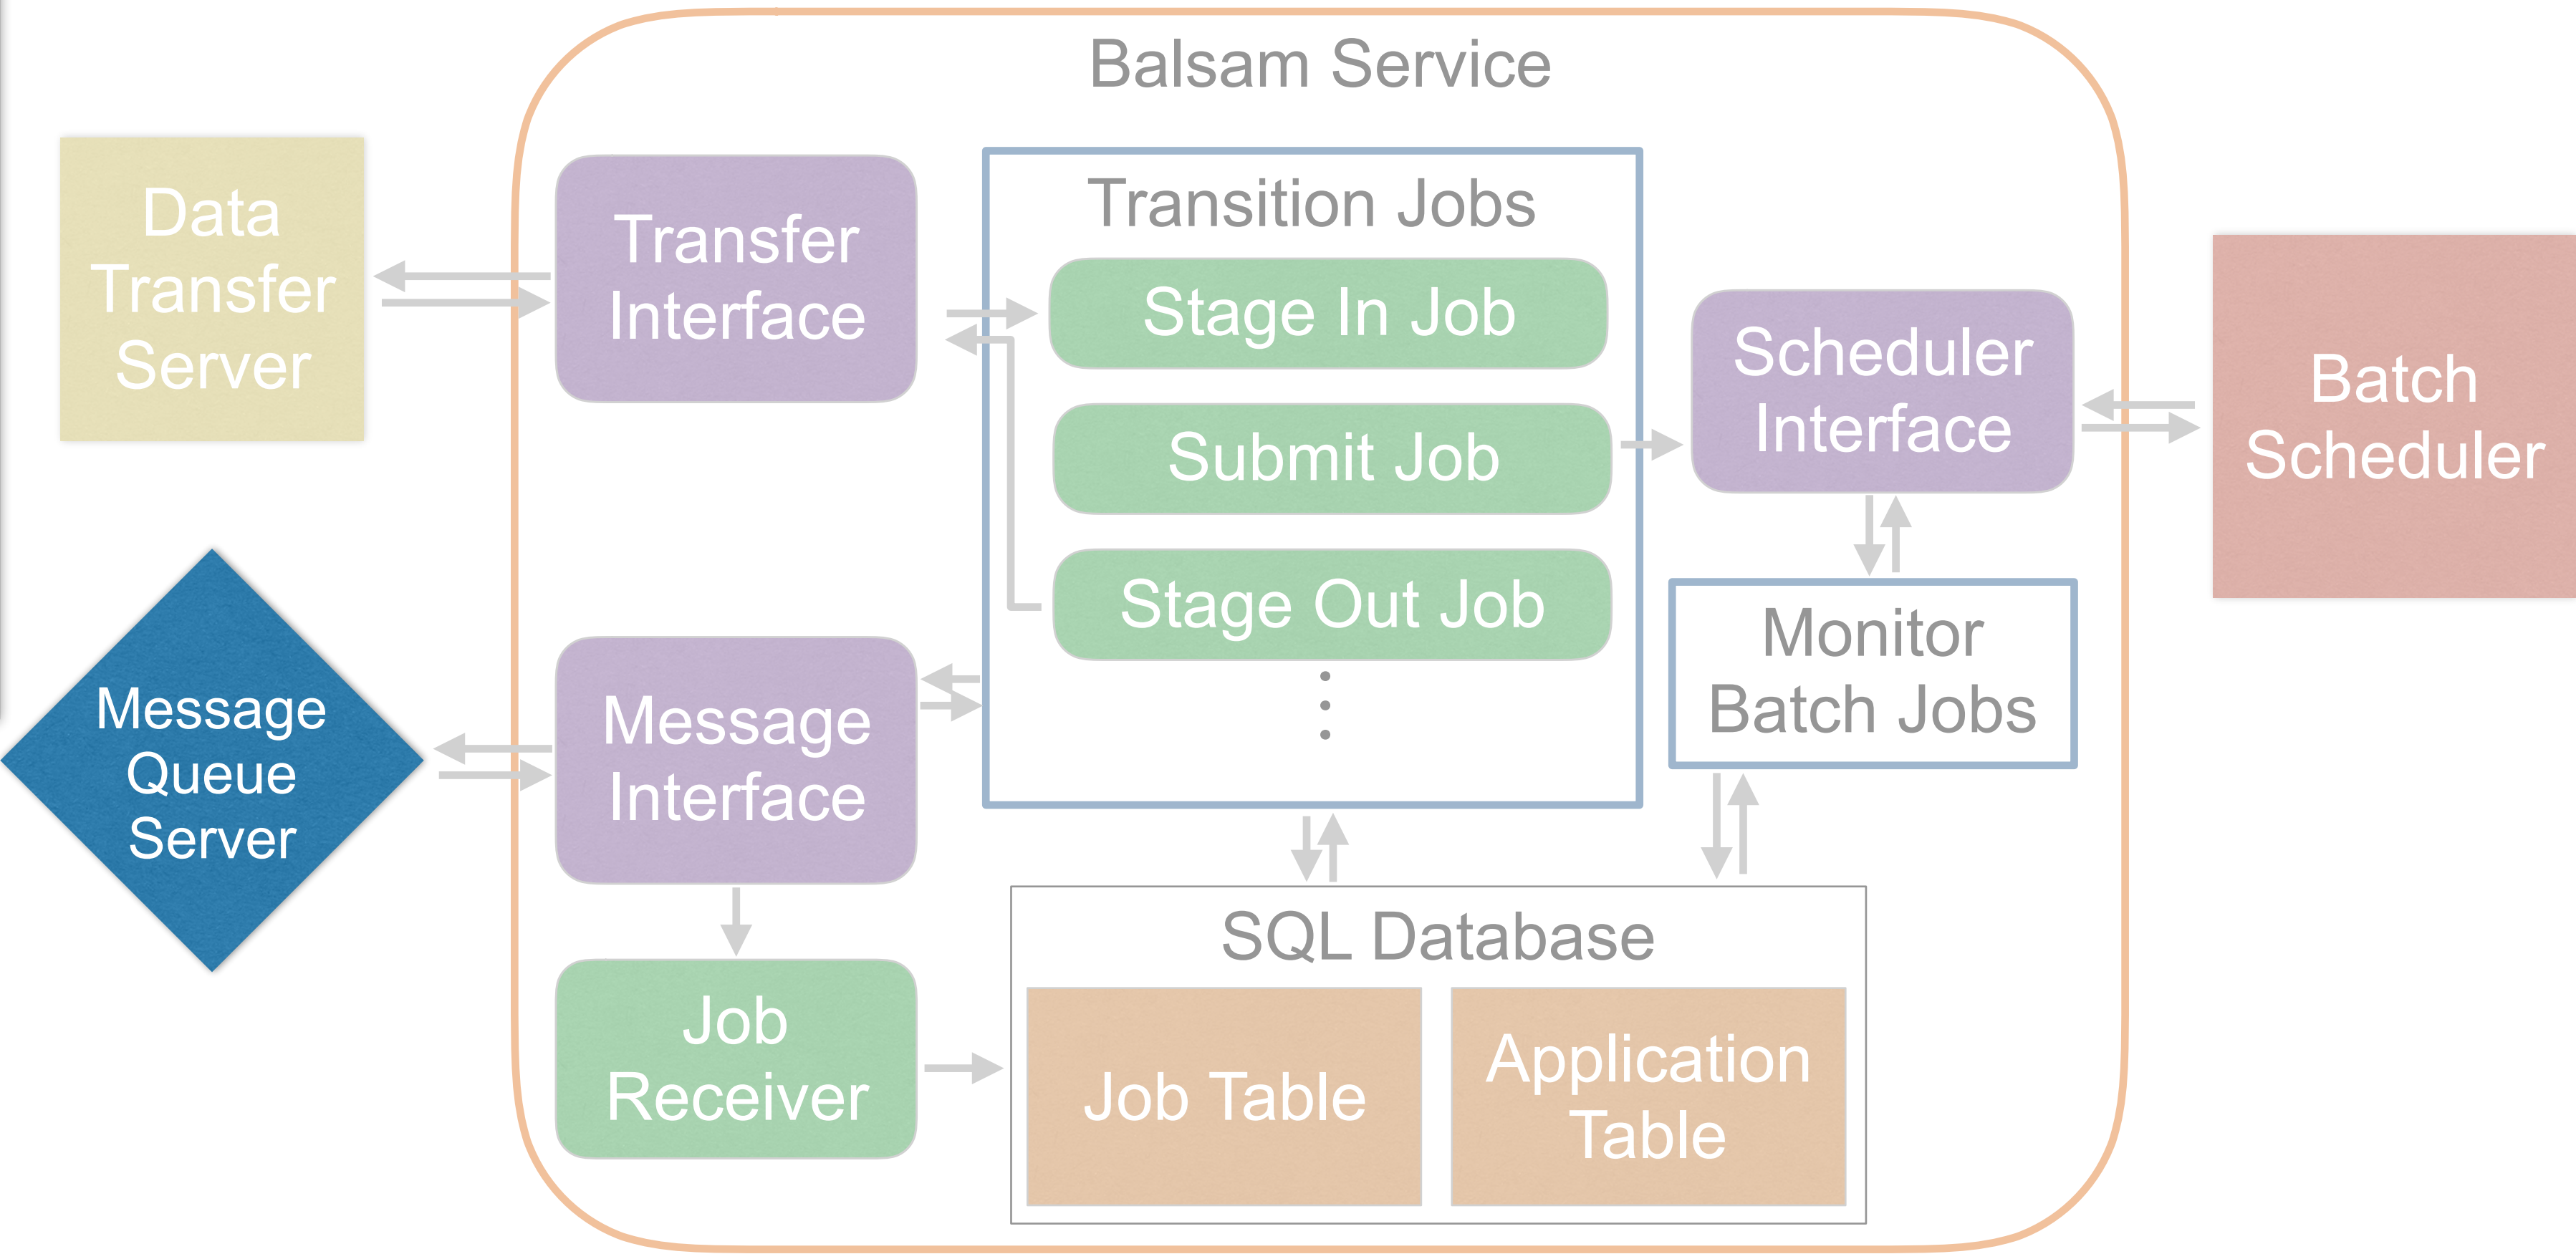 Balsam Service
Data
Transfer
Server
Transfer
Interface
Transition Jobs
Stage In Job
Submit Job
Stage Out Job
Scheduler
Interface
Batch
Scheduler
Message
Queue
Server
Message
Interface
Monitor
Batch Jobs
Job
Receiver
SQL Database
Job Table
Application
Table